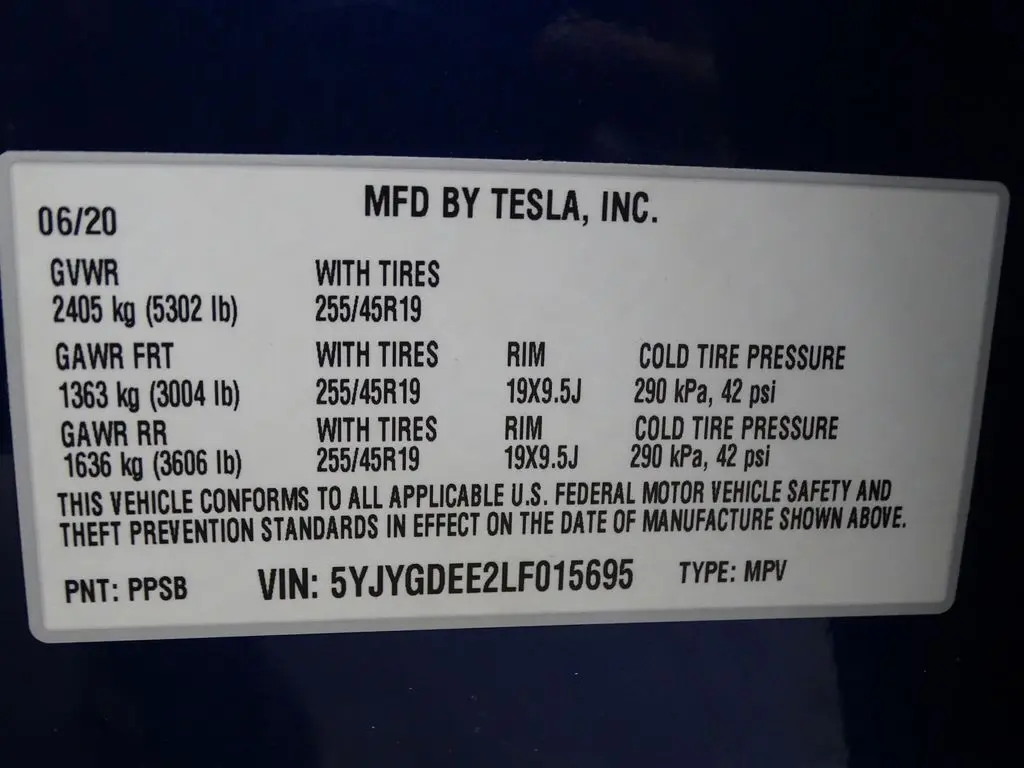 MFD BY TESLA, INC.
06/20
GVWR WITH TIRES
2405 kg (5302 lb) 255/45R19
GAWR FRT WITH TIRES RIM COLD TIRE PRESSURE
1363 kg (3004 lb) 255/45R19 19X9.5J 290 kPa, 42 psi
GAWR RR WITH TIRES RIM COLD TIRE PRESSURE
1636 kg (3606 lb) 255/45R19 19X9.5J 290 kPa, 42 psi
THIS VEHICLE CONFORMS TO ALL APPLICABLE U.S. FEDERAL MOTOR VEHICLE SAFETY AND
THEFT PREVENTION STANDARDS IN EFFECT ON THE DATE OF MANUFACTURE SHOWN ABOVE.
PNT: PPSB VIN: 5YJYGDEE2LF015695 TYPE: MPV